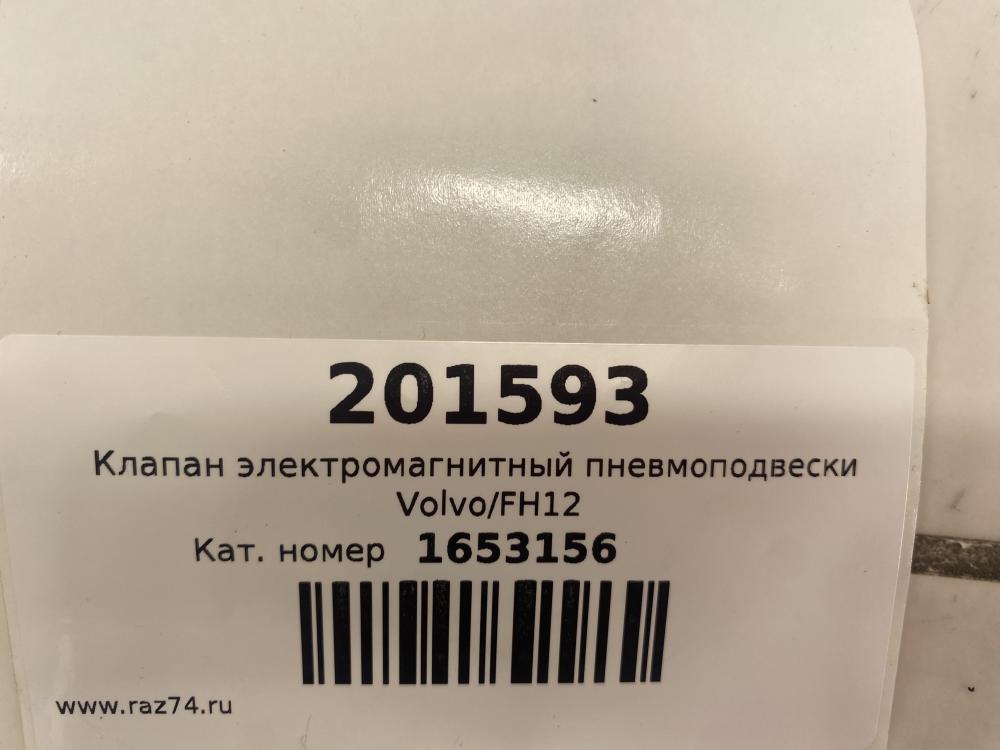 201593
Клапан электромагнитный пневмоподвески
Volvo/FH12
Кат. номер 1653156
www.raz74.ru